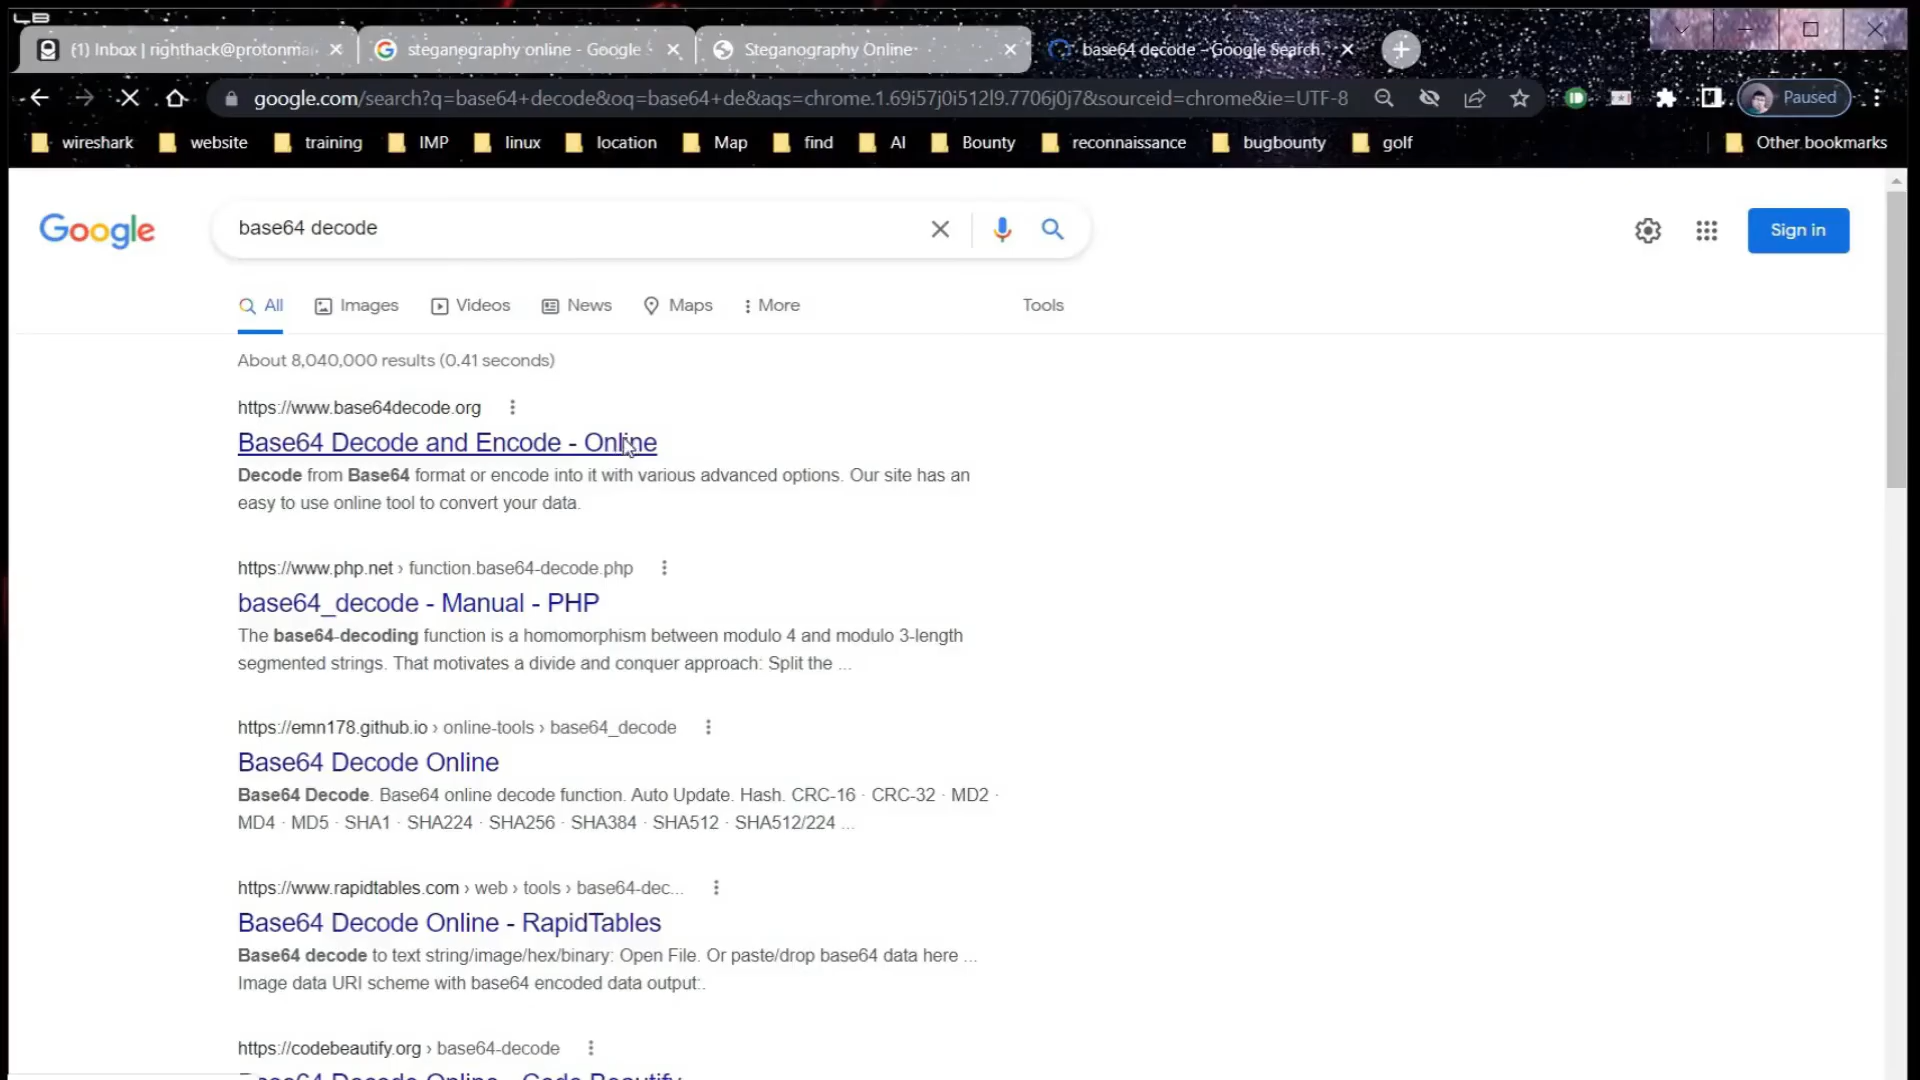 (1) Inbox | righthack@protonma
steganography online - Google
Steganography Online
base64 decode - Google Search
google.com/search?q=base64+decode&oq=base64+de&aqs=chrome.1.69i57j0i512l9.7706j0j7&sourceid=chrome&ie=UTF-8
Paused
wireshark
website
training
IMP
linux
location
Map
find
AI
Bounty
reconnaissance
bugbounty
golf
Other bookmarks
Google
base64 decode
Sign in
All
Images
Videos
News
Maps
More
Tools
About 8,040,000 results (0.41 seconds)
https://www.base64decode.org
Base64 Decode and Encode - Online
Decode from Base64 format or encode into it with various advanced options. Our site has an
easy to use online tool to convert your data.
https://www.php.net › function.base64-decode.php
base64_decode - Manual - PHP
The base64-decoding function is a homomorphism between modulo 4 and modulo 3-length
segmented strings. That motivates a divide and conquer approach: Split the ...
https://emn178.github.io › online-tools › base64_decode
Base64 Decode Online
Base64 Decode. Base64 online decode function. Auto Update. Hash. CRC-16 · CRC-32 · MD2 ·
MD4 · MD5 · SHA1 · SHA224 · SHA256 · SHA384 · SHA512 · SHA512/224 ...
https://www.rapidtables.com › web › tools › base64-dec...
Base64 Decode Online - RapidTables
Base64 decode to text string/image/hex/binary: Open File. Or paste/drop base64 data here ...
Image data URI scheme with base64 encoded data output:.
https://codebeautify.org › base64-decode
Base64 Decode Online - Code Beautify